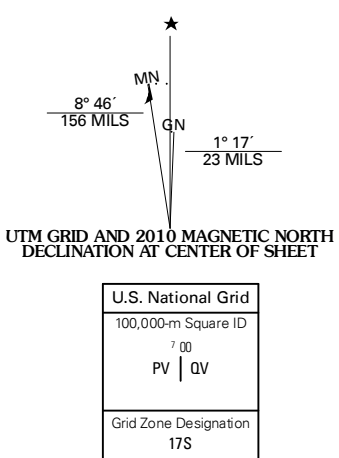 MN
GN
8° 46´
156 MILS
1° 17´
23 MILS
UTM GRID AND 2010 MAGNETIC NORTH
DECLINATION AT CENTER OF SHEET
U.S. National Grid
100,000-m Square ID
7 00
PV QV
Grid Zone Designation
17S